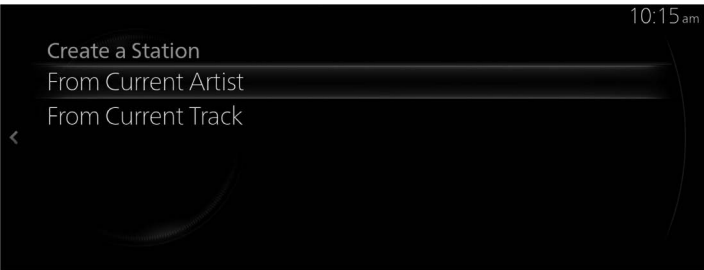 10:15 am
Create a Station
From Current Artist
From Current Track